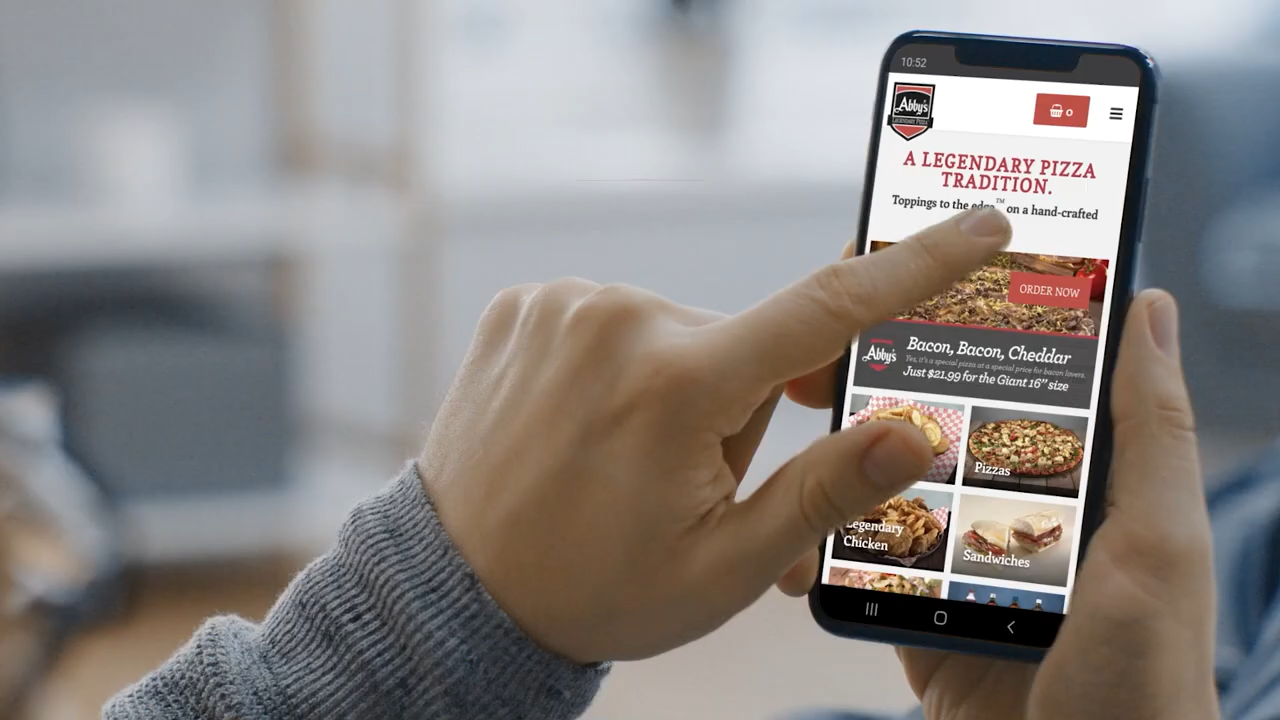 10:52
Abby's
LEGENDARY PIZZA
0
A LEGENDARY PIZZA
TRADITION.
Toppings to the edge™ on a hand-crafted
ORDER NOW
Abby's
Bacon, Bacon, Cheddar
Yes, it's a special pizza at a special price for bacon lovers.
Just $21.99 for the Giant 16" size
Pizzas
Legendary
Chicken
Sandwiches